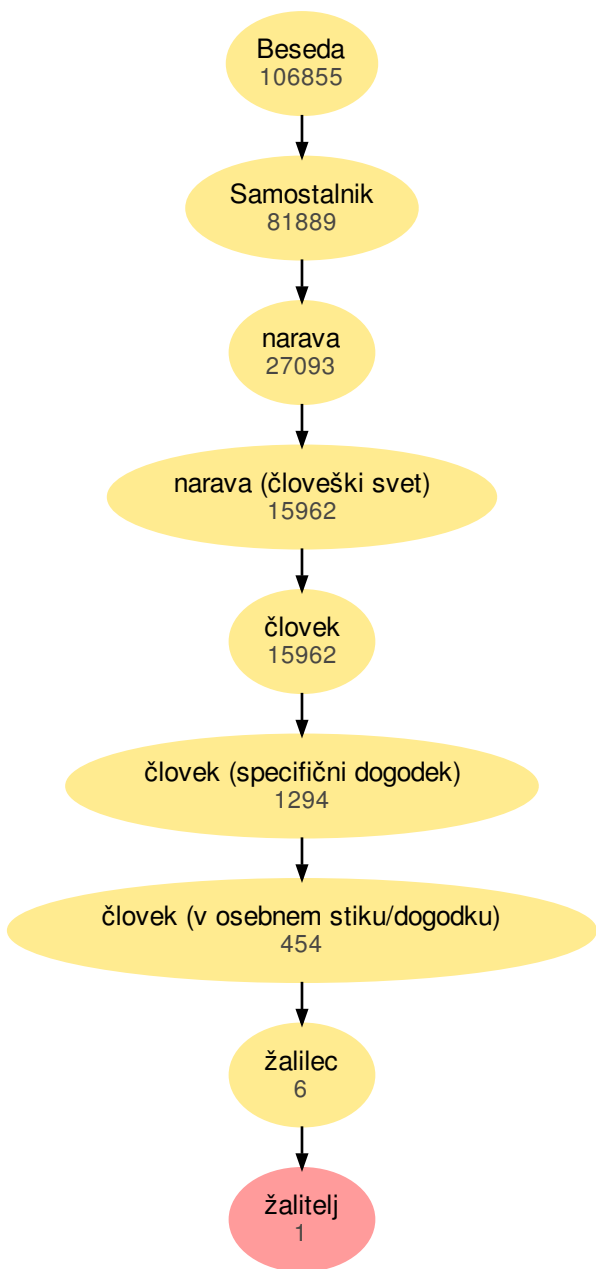 Beseda
106855
Samostalnik
81889
narava
27093
narava (človeški svet)
15962
človek
15962
človek (specifični dogodek)
1294
človek (v osebnem stiku/dogodku)
454
žalilec
6
žalitelj
1